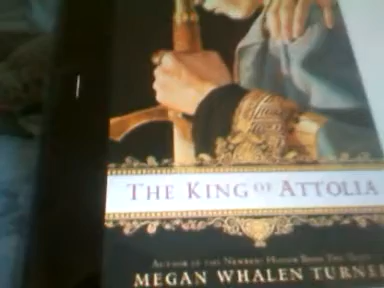 THE KING OF ATTOLIA
AUTHOR OF THE NEWBERY HONOR BOOK THE THIEF
MEGAN WHALEN TURNER